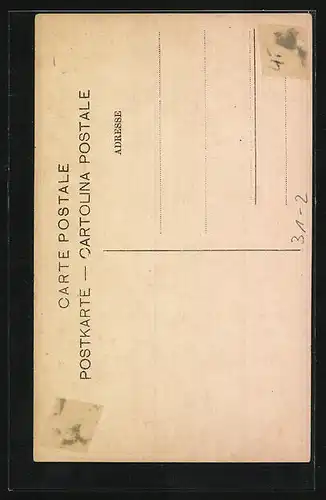 CARTE POSTALE
POSTKARTE — CARTOLINA POSTALE
ADRESSE
31-2